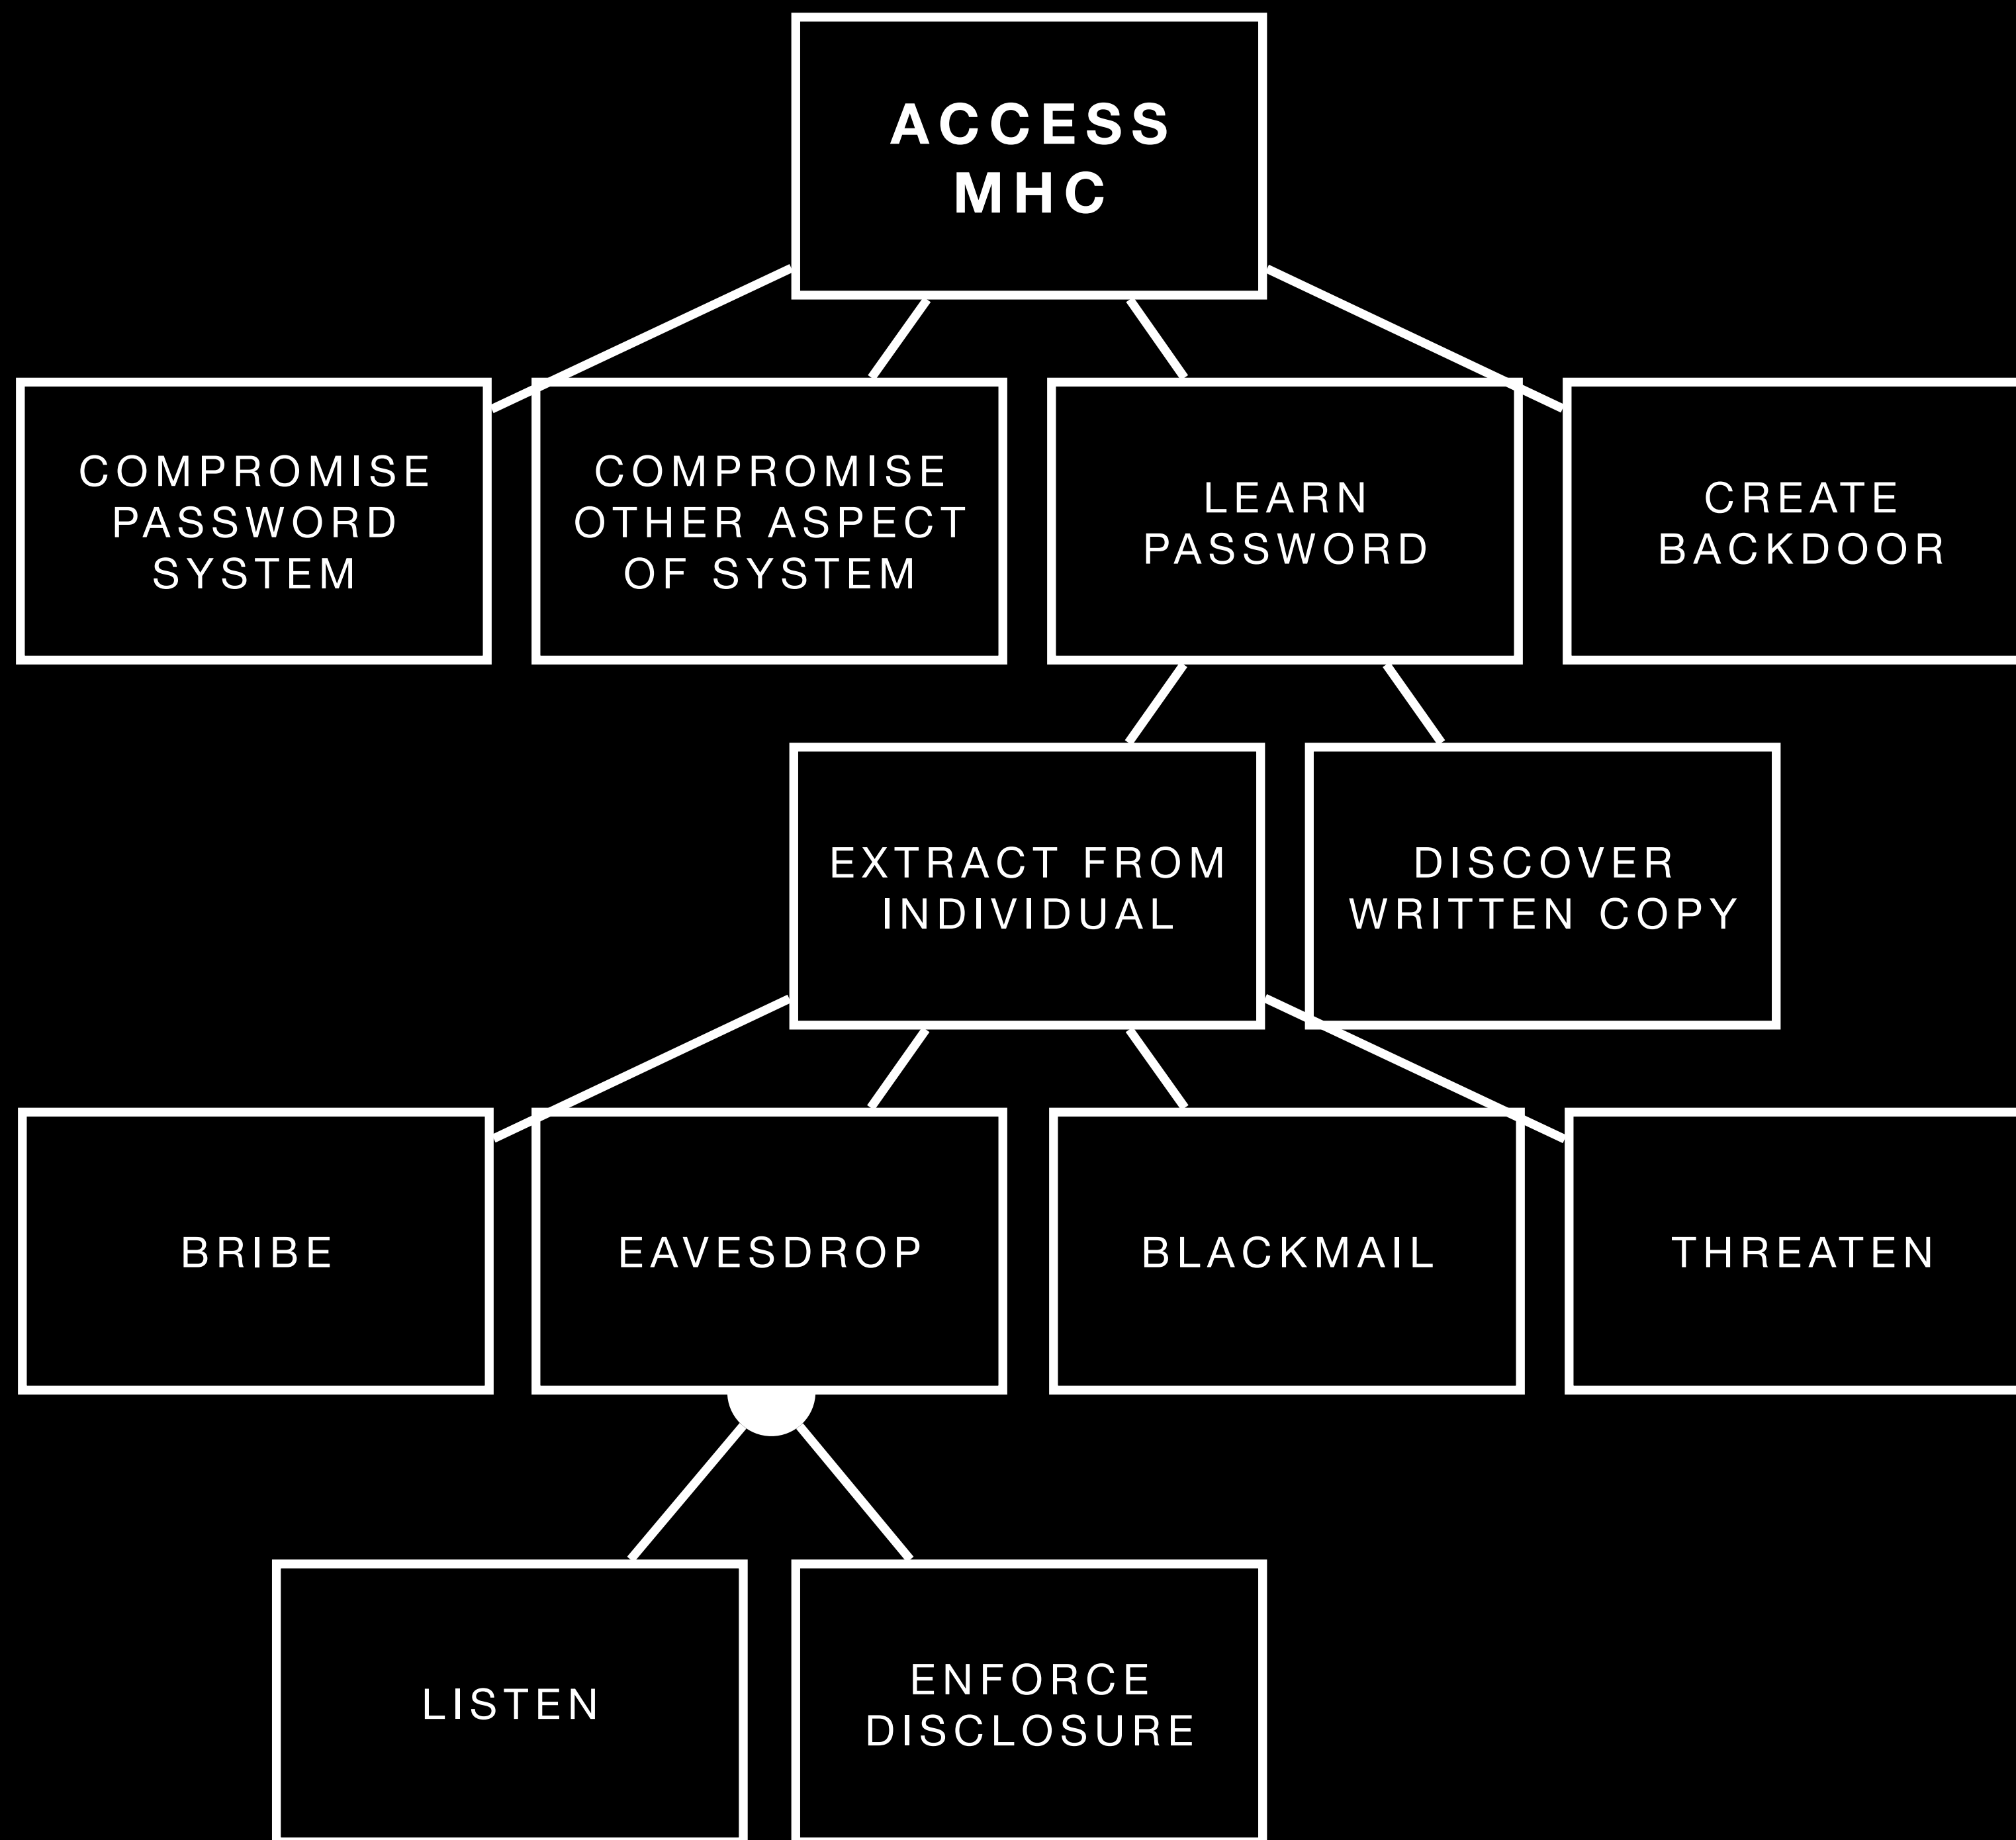 ACCESS
MHC
COMPROMISE
PASSWORD
SYSTEM
COMPROMISE
OTHER ASPECT
OF SYSTEM
LEARN
PASSWORD
CREATE
BACKDOOR
EXTRACT FROM
INDIVIDUAL
DISCOVER
WRITTEN COPY
BRIBE
EAVESDROP
BLACKMAIL
THREATEN
LISTEN
ENFORCE
DISCLOSURE